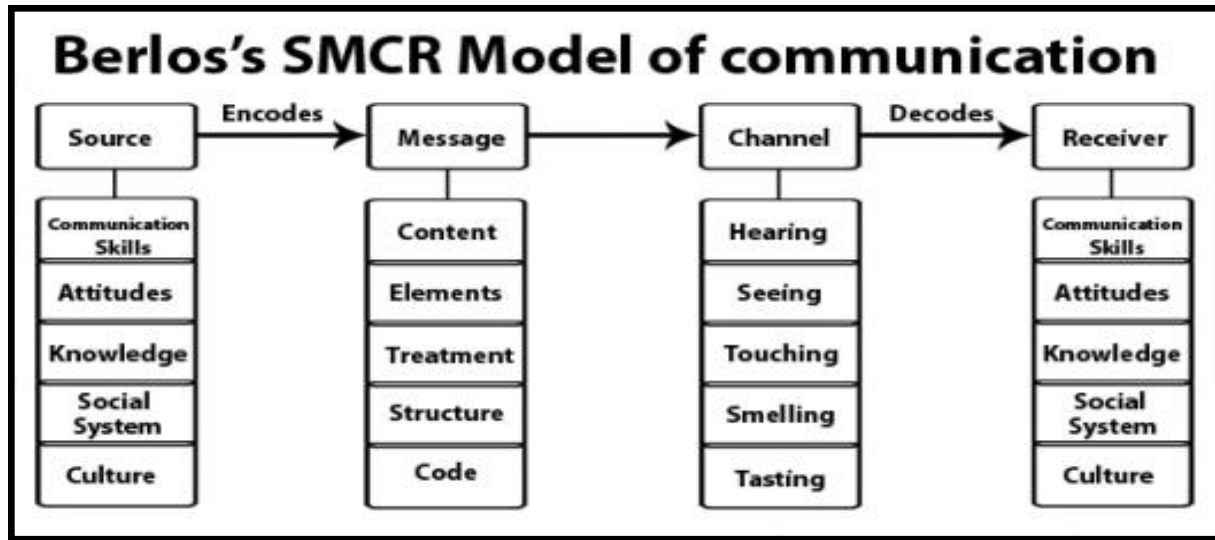 Berlos's SMCR Model of communication
Encodes
Decodes
Source
Message
Channel
Receiver
Communication
Skills
Attitudes
Knowledge
Social
System
Culture
Content
Elements
Treatment
Structure
Code
Hearing
Seeing
Touching
Smelling
Tasting
Communication
Skills
Attitudes
Knowledge
Social
System
Culture